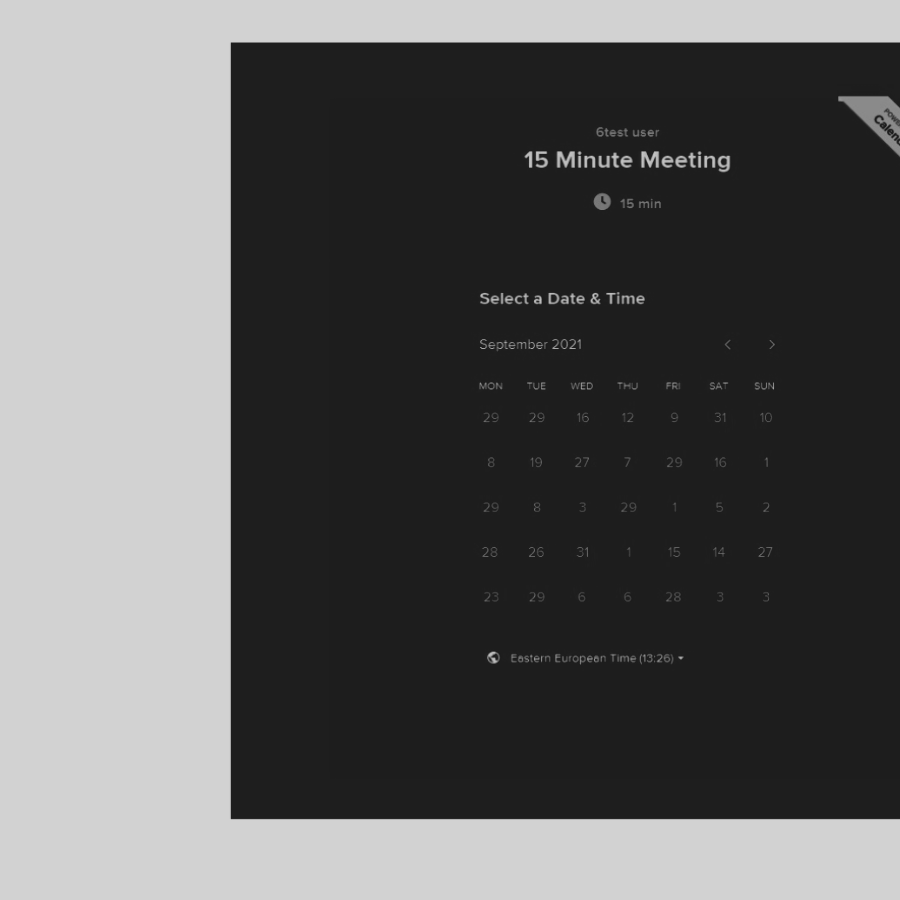 6test user
15 Minute Meeting
15 min
Select a Date & Time
September 2021
MON TUE WED THU FRI SAT SUN
29 29 16 12 9 31 10
8 19 27 7 29 16 1
29 8 3 29 1 5 2
28 26 31 1 15 14 27
23 29 6 6 28 3 3
Eastern European Time (13:26)